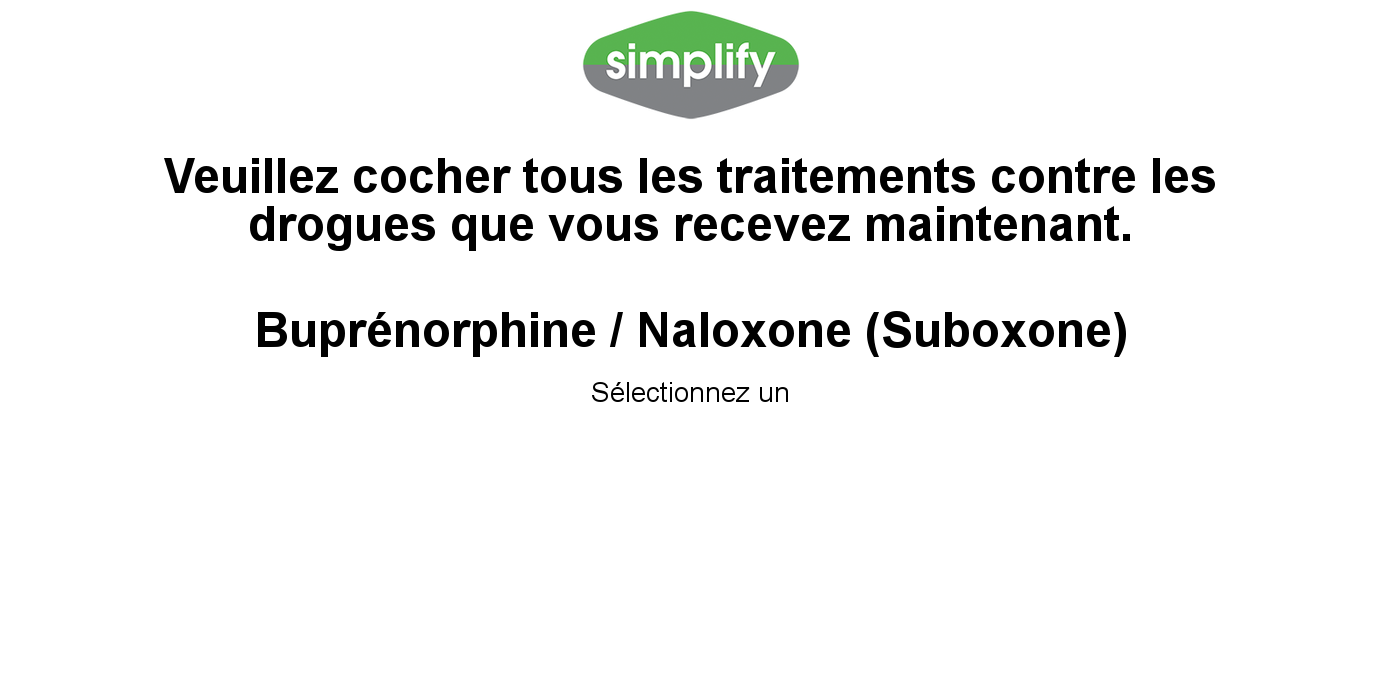 simplify
Veuillez cocher tous les traitements contre les
drogues que vous recevez maintenant.
Buprénorphine / Naloxone (Suboxone)
Sélectionnez un